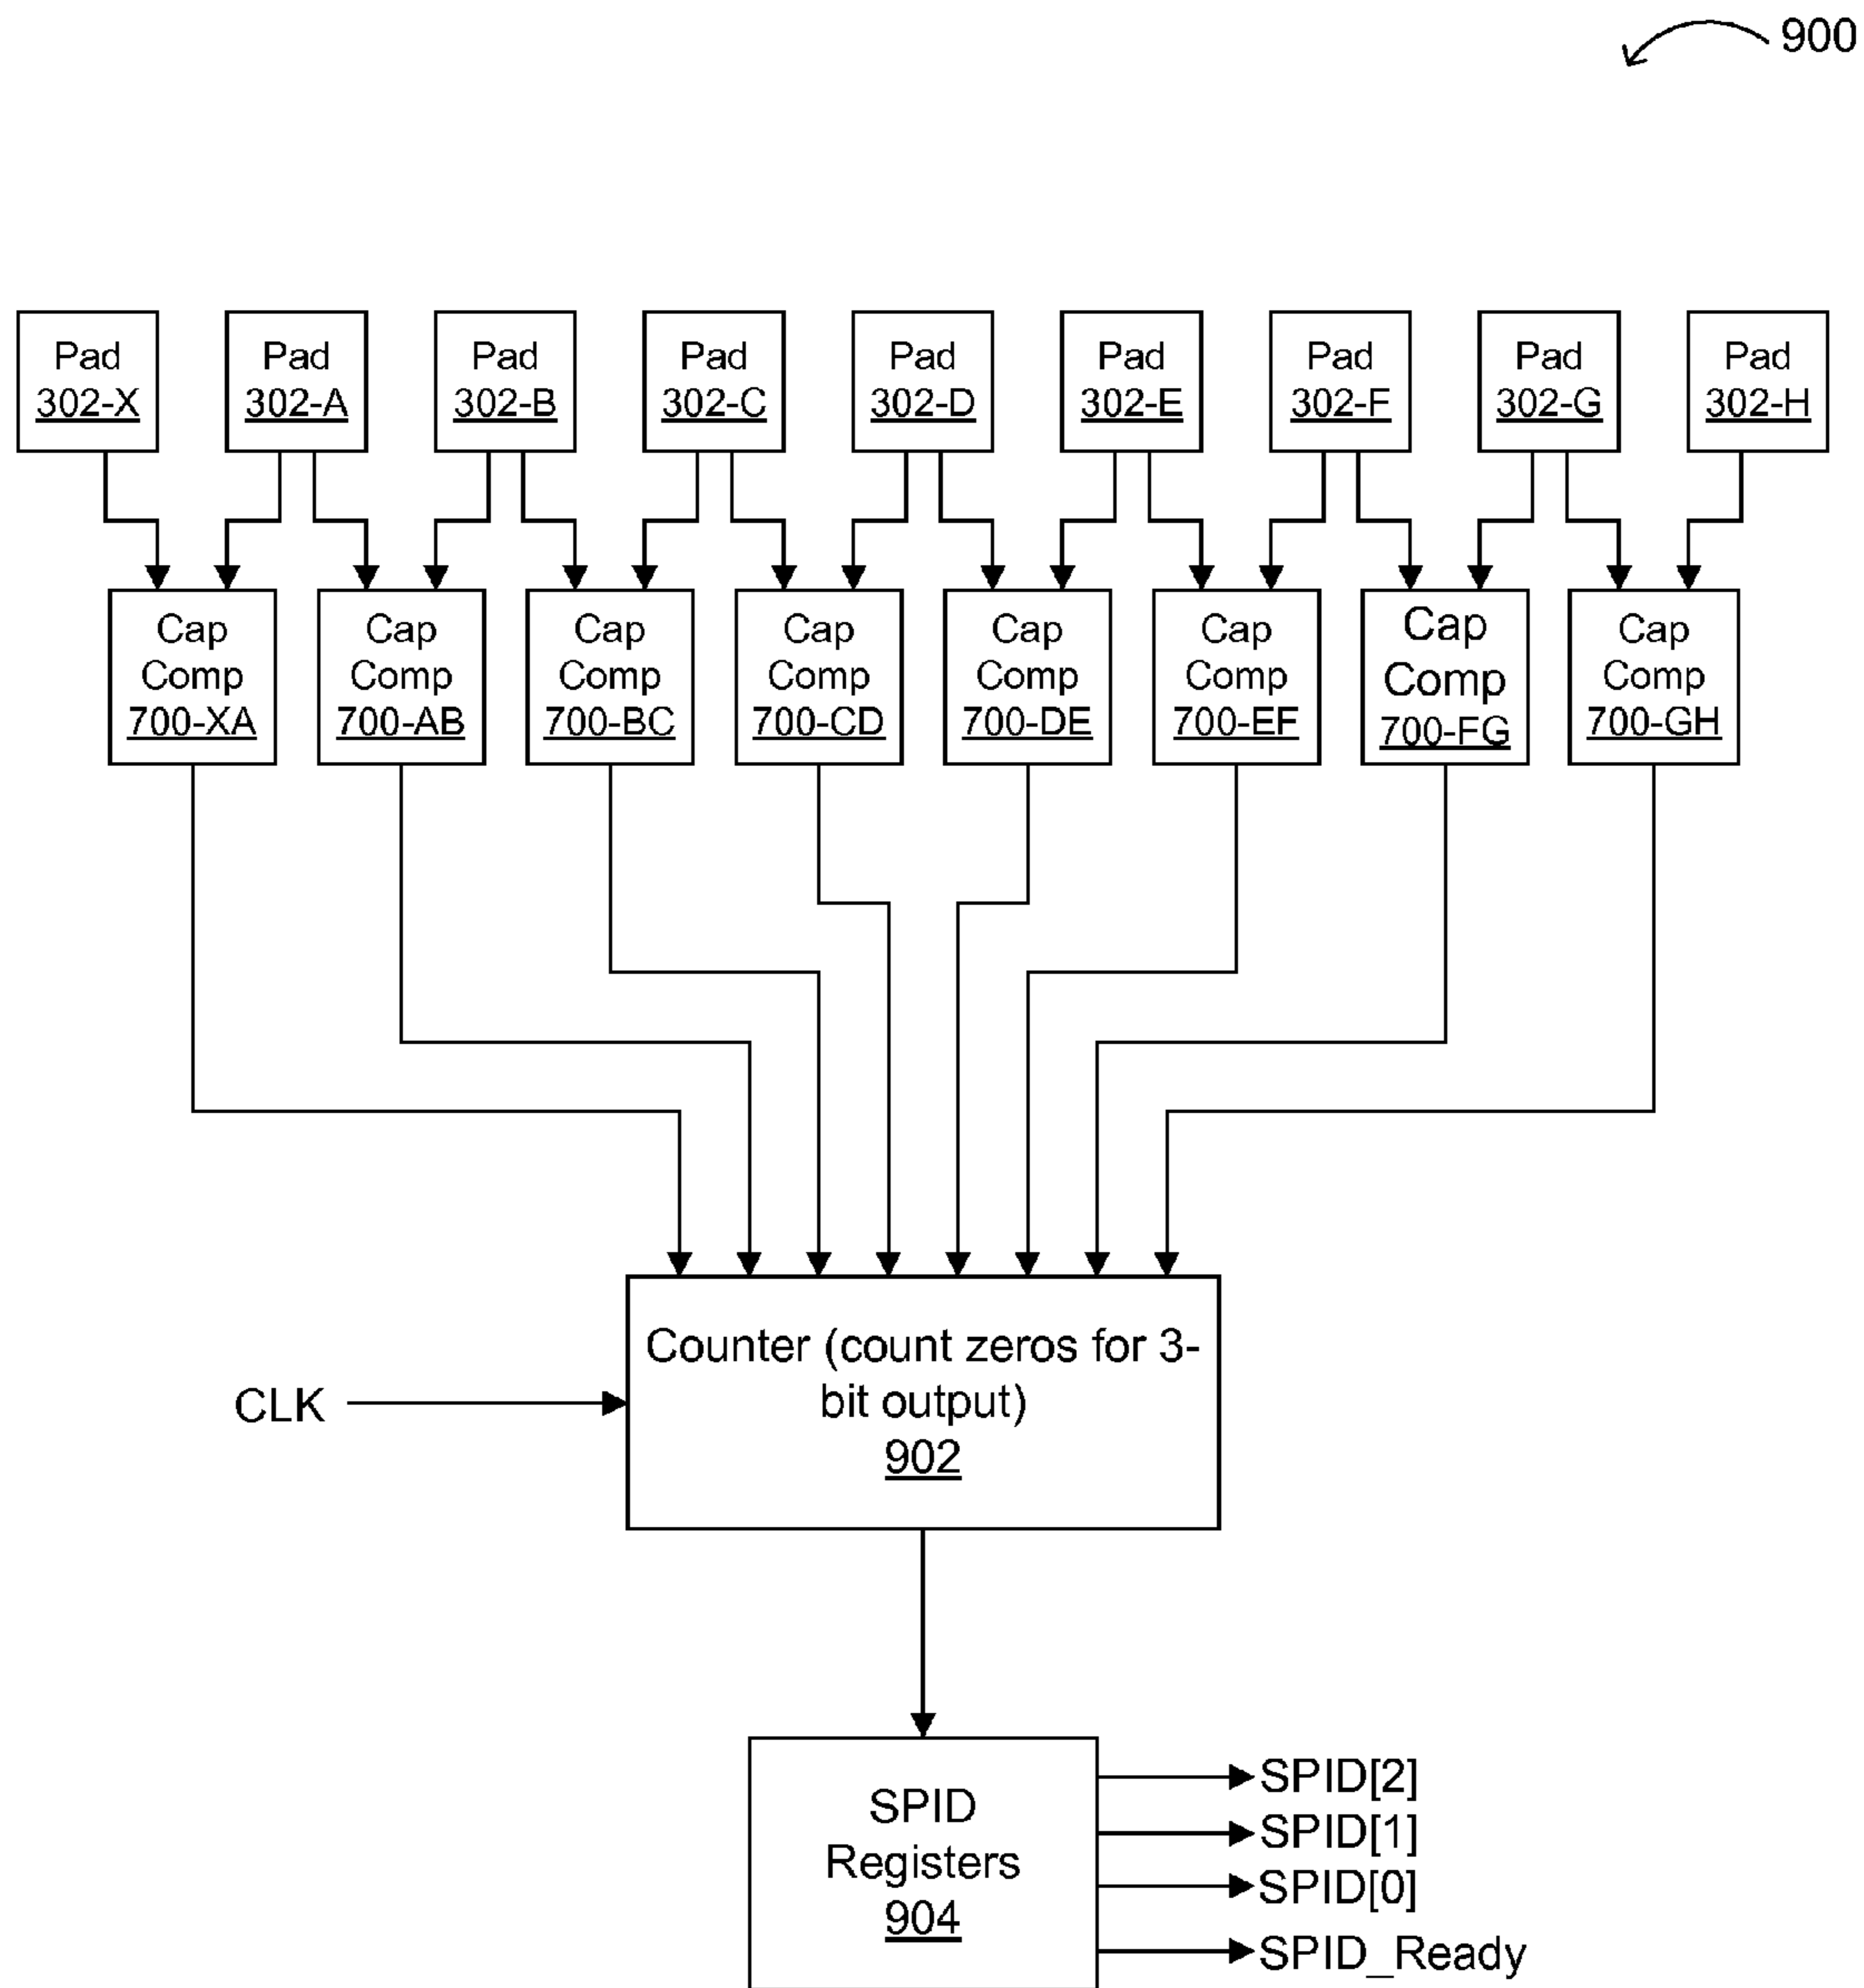 900
Pad
302-X
Pad
302-A
Pad
302-B
Pad
302-C
Pad
302-D
Pad
302-E
Pad
302-F
Pad
302-G
Pad
302-H
Cap
Comp
700-XA
Cap
Comp
700-AB
Cap
Comp
700-BC
Cap
Comp
700-CD
Cap
Comp
700-DE
Cap
Comp
700-EF
Cap
Comp
700-FG
Cap
Comp
700-GH
CLK
Counter (count zeros for 3-
bit output)
902
SPID
Registers
904
SPID[2]
SPID[1]
SPID[0]
SPID_Ready